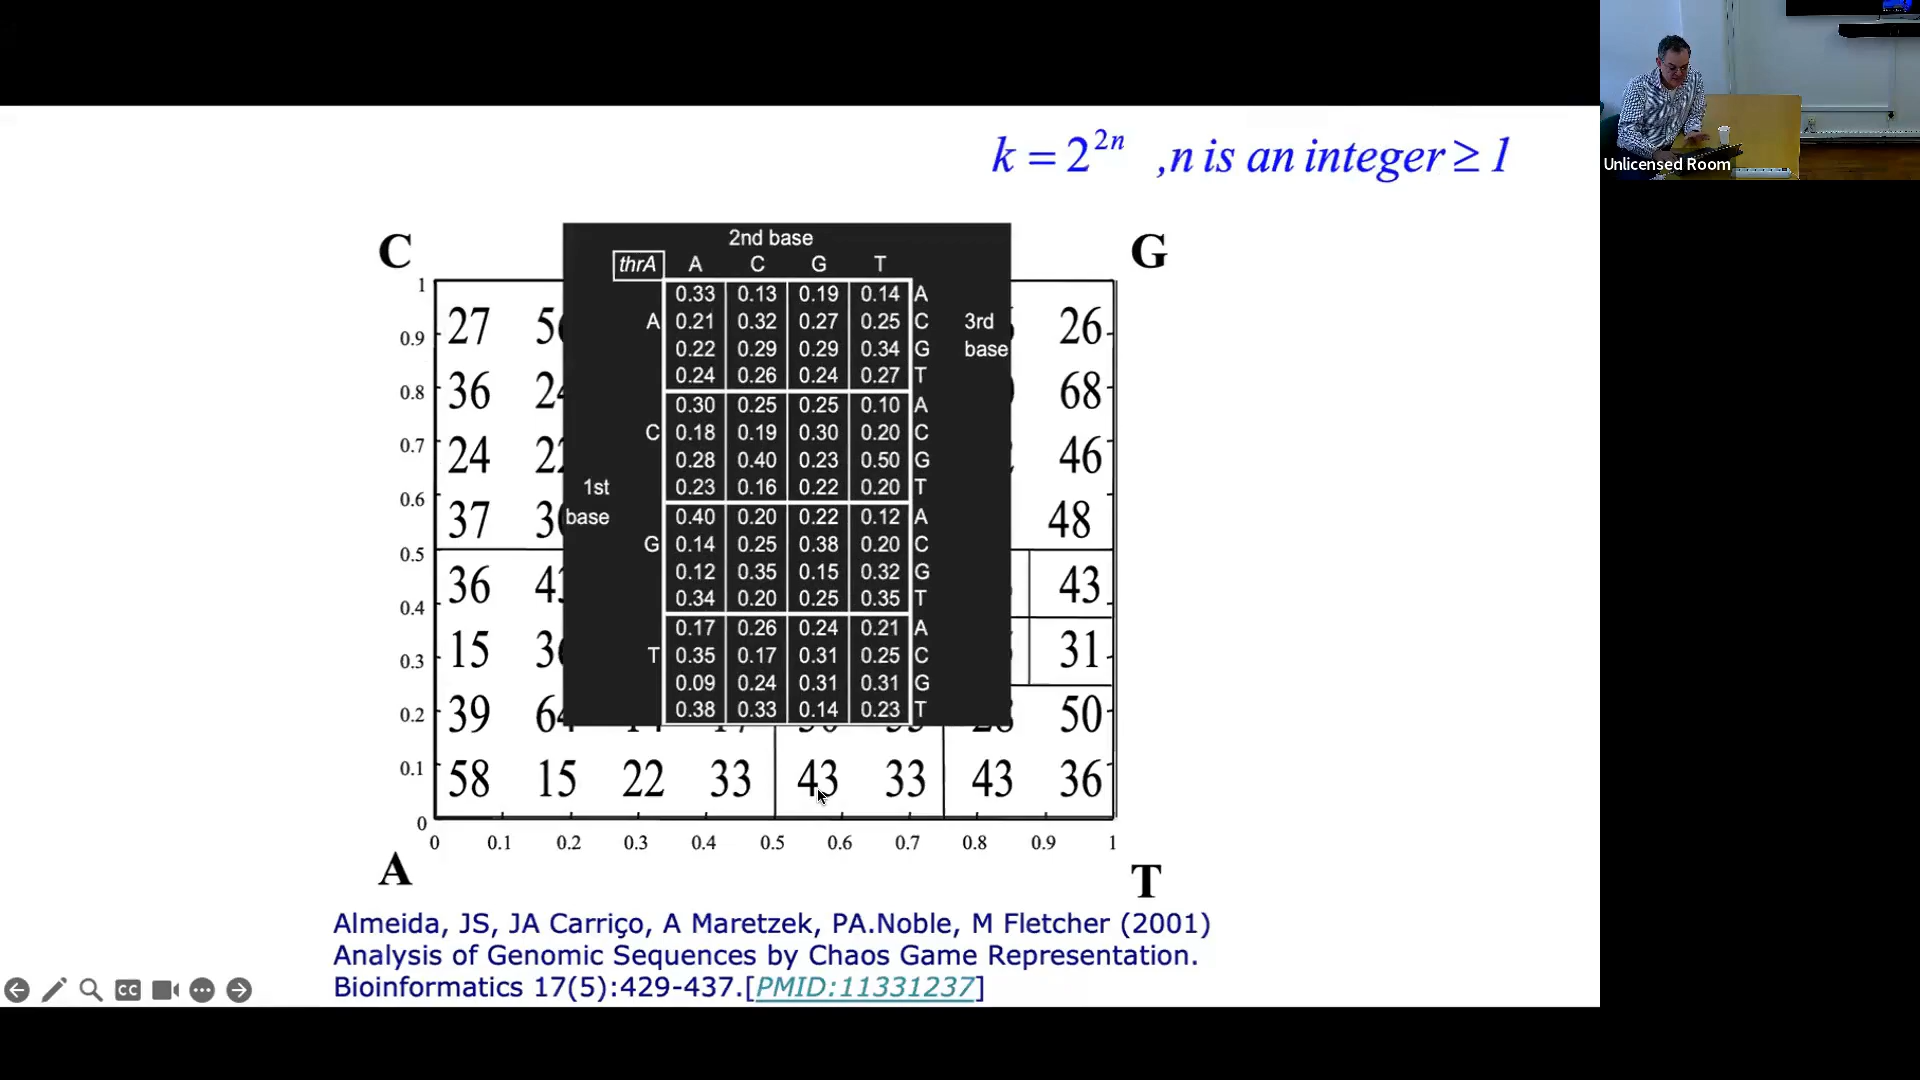 k = 2^{2n} ,n is an integer ≥ 1
C
G
2nd base
thrA A C G T
0.33 0.13 0.19 0.14 A
A 0.21 0.32 0.27 0.25 C 3rd
0.22 0.29 0.29 0.34 G base
0.24 0.26 0.24 0.27 T
0.30 0.25 0.25 0.10 A
C 0.18 0.19 0.30 0.20 C
0.28 0.40 0.23 0.50 G
1st 0.23 0.16 0.22 0.20 T
base 0.40 0.20 0.22 0.12 A
G 0.14 0.25 0.38 0.20 C
0.12 0.35 0.15 0.32 G
0.34 0.20 0.25 0.35 T
0.17 0.26 0.24 0.21 A
T 0.35 0.17 0.31 0.25 C
0.09 0.24 0.31 0.31 G
0.38 0.33 0.14 0.23 T
1
0.9 27 26
0.8 36 68
0.7 24 46
0.6 37 48
0.5
0.4 36 43
0.3 15 31
0.2 39 50
0.1 58 15 22 33 43 33 43 36
0
0 0.1 0.2 0.3 0.4 0.5 0.6 0.7 0.8 0.9 1
A
T
Almeida, JS, JA Carriço, A Maretzek, PA.Noble, M Fletcher (2001)
Analysis of Genomic Sequences by Chaos Game Representation.
Bioinformatics 17(5):429-437.[PMID:11331237]
CC
Unlicensed Room